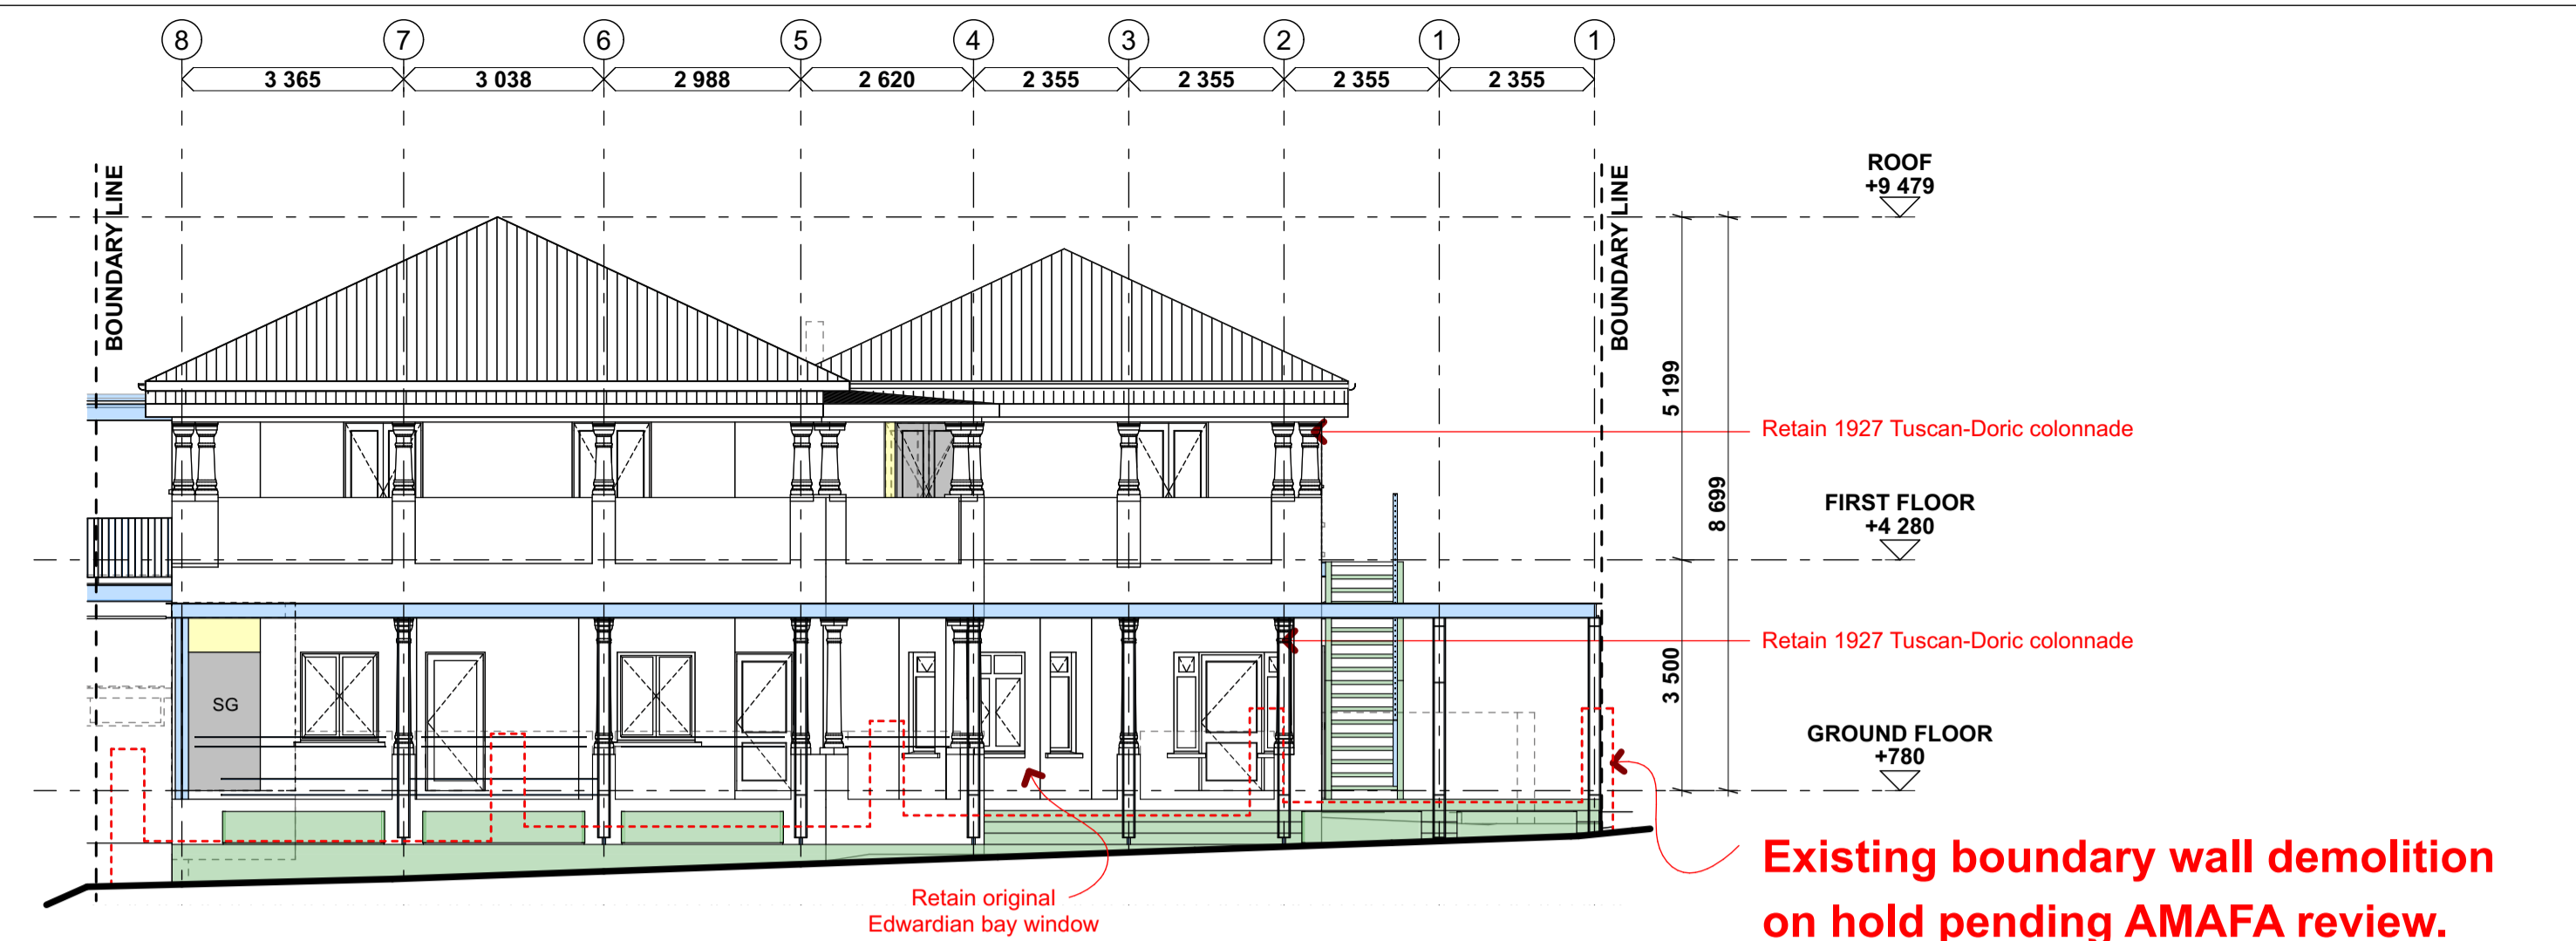 8 7 6 5 4 3 2 1 1
3 365 3 038 2 988 2 620 2 355 2 355 2 355 2 355
BOUNDARY LINE
BOUNDARY LINE
ROOF
+9 479
5 199
8 699
Retain 1927 Tuscan-Doric colonnade
FIRST FLOOR
+4 280
Retain 1927 Tuscan-Doric colonnade
3 500
SG
GROUND FLOOR
+780
Retain original
Edwardian bay window
Existing boundary wall demolition
on hold pending AMAFA review.